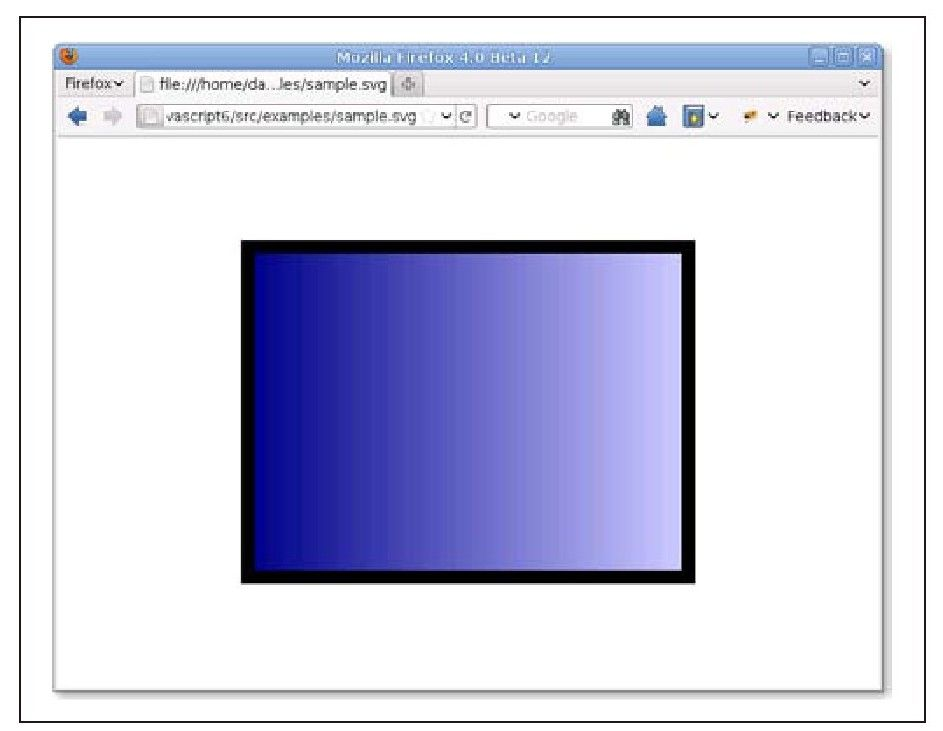 Mozilla Firefox 4.0 Beta 12
Firefox
file:///home/da...les/sample.svg
vascript6/src/examples/sample.svg
Google
Feedback